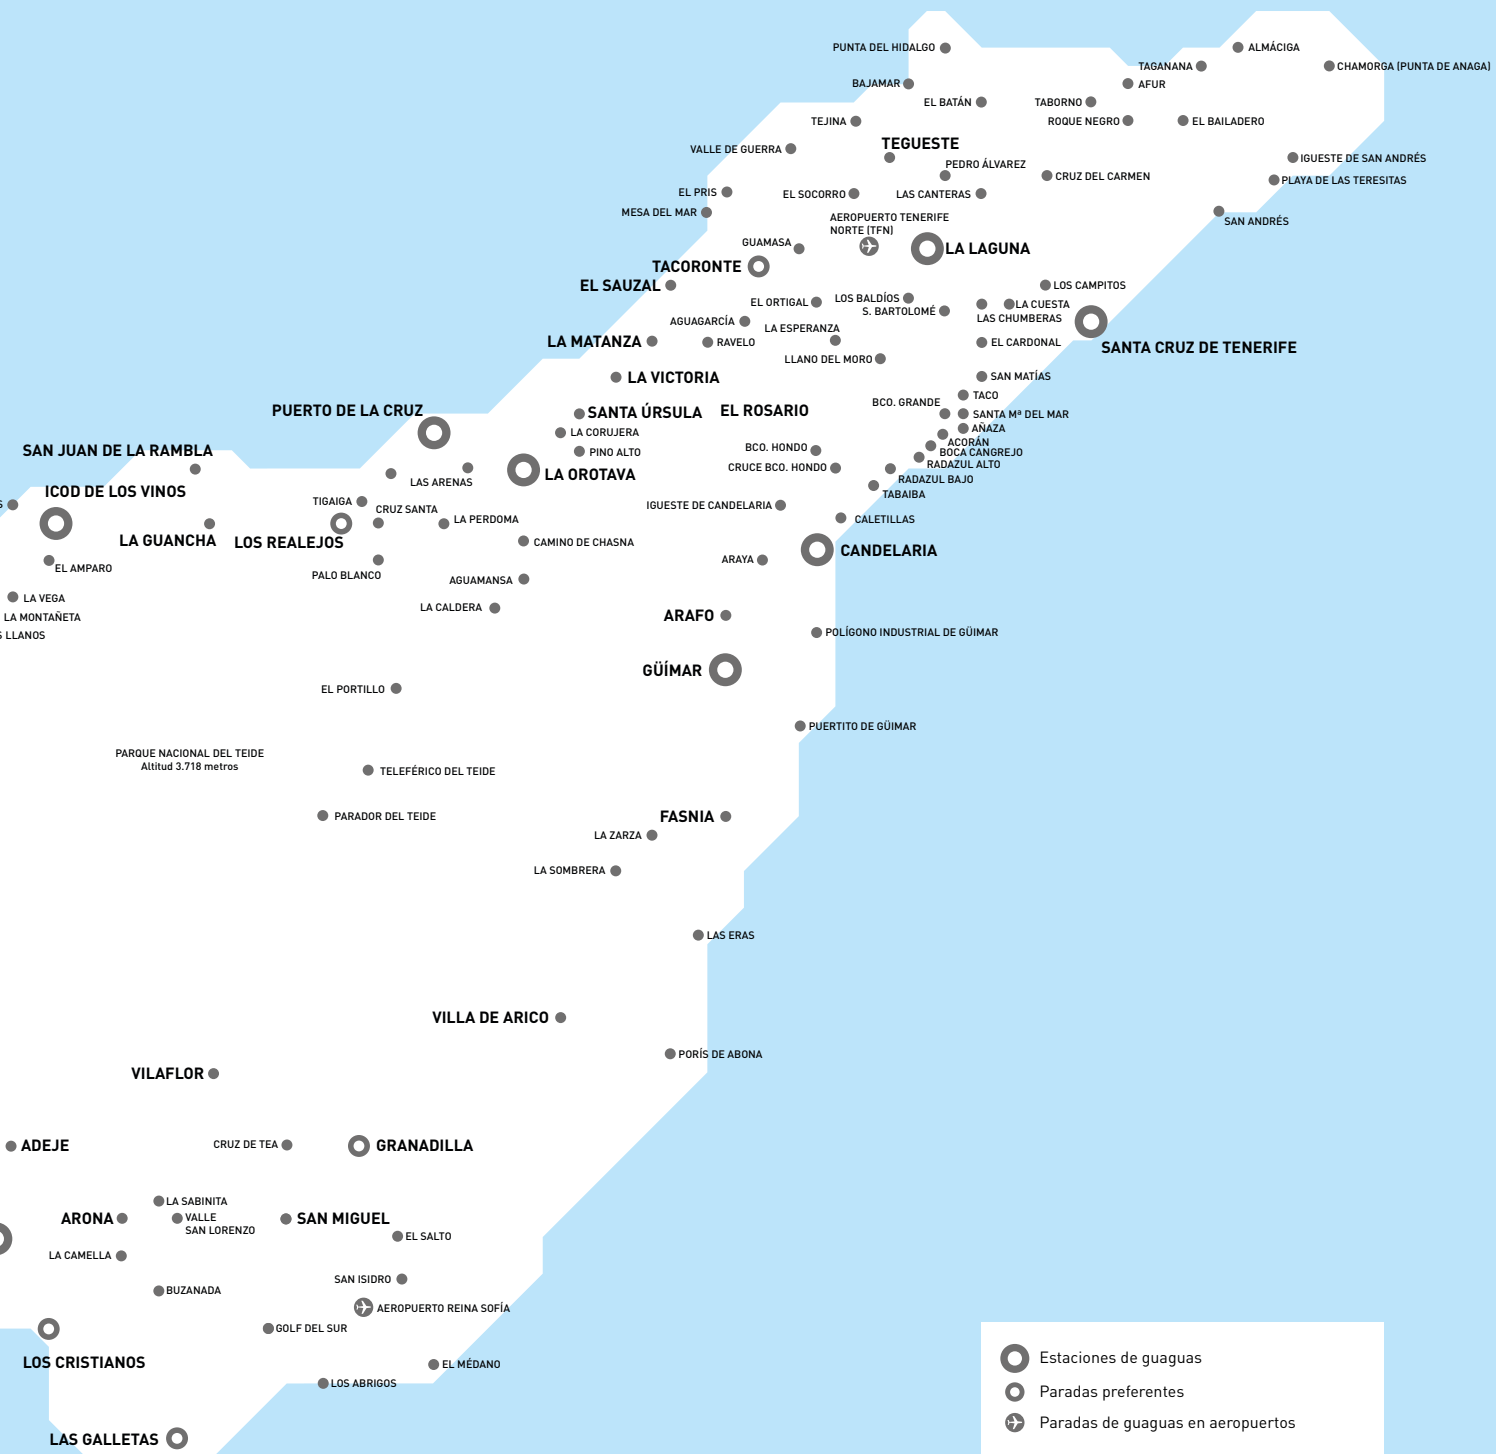 PUNTA DEL HIDALGO
ALMÁCIGA
TAGANANA
CHAMORGA (PUNTA DE ANAGA)
BAJAMAR
AFUR
EL BATÁN
TABORNO
TEJINA
ROQUE NEGRO
EL BAILADERO
TEGUESTE
VALLE DE GUERRA
PEDRO ÁLVAREZ
IGUESTE DE SAN ANDRÉS
CRUZ DEL CARMEN
PLAYA DE LAS TERESITAS
EL PRIS
EL SOCORRO
LAS CANTERAS
MESA DEL MAR
AEROPUERTO TENERIFE
NORTE (TFN)
SAN ANDRÉS
GUAMASA
LA LAGUNA
TACORONTE
EL SAUZAL
LOS CAMPITOS
EL ORTIGAL
LOS BALDÍOS
S. BARTOLOMÉ
LA CUESTA
LAS CHUMBERAS
AGUAGARCÍA
LA ESPERANZA
LA MATANZA
RAVELO
EL CARDONAL
SANTA CRUZ DE TENERIFE
LLANO DEL MORO
LA VICTORIA
SAN MATÍAS
TACO
BCO. GRANDE
PUERTO DE LA CRUZ
SANTA ÚRSULA
EL ROSARIO
SANTA Mª DEL MAR
AÑAZA
LA CORUJERA
ACORÁN
SAN JUAN DE LA RAMBLA
PINO ALTO
BCO. HONDO
BOCA CANGREJO
CRUCE BCO. HONDO
RADAZUL ALTO
LA OROTAVA
LAS ARENAS
RADAZUL BAJO
ICOD DE LOS VINOS
TABAIBA
S
TIGAIGA
CRUZ SANTA
IGUESTE DE CANDELARIA
LA PERDOMA
CALETILLAS
LA GUANCHA
LOS REALEJOS
CAMINO DE CHASNA
CANDELARIA
EL AMPARO
PALO BLANCO
ARAYA
AGUAMANSA
LA VEGA
LA CALDERA
LA MONTAÑETA
ARAFO
S LLANOS
POLÍGONO INDUSTRIAL DE GÜIMAR
GÜÍMAR
EL PORTILLO
PUERTITO DE GÜIMAR
PARQUE NACIONAL DEL TEIDE
Altitud 3.718 metros
TELEFÉRICO DEL TEIDE
PARADOR DEL TEIDE
FASNIA
LA ZARZA
LA SOMBRERA
LAS ERAS
VILLA DE ARICO
PORÍS DE ABONA
VILAFLOR
ADEJE
CRUZ DE TEA
GRANADILLA
LA SABINITA
ARONA
VALLE
SAN LORENZO
SAN MIGUEL
EL SALTO
LA CAMELLA
SAN ISIDRO
BUZANADA
AEROPUERTO REINA SOFÍA
GOLF DEL SUR
LOS CRISTIANOS
EL MÉDANO
LOS ABRIGOS
LAS GALLETAS
Estaciones de guaguas
Paradas preferentes
Paradas de guaguas en aeropuertos